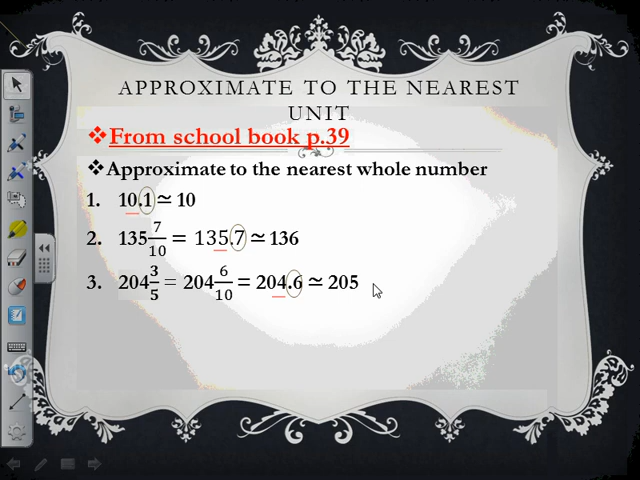 APPROXIMATE TO THE NEAREST
UNIT
❖From school book p.39
❖Approximate to the nearest whole number
1. 10.1 ≃ 10
2. 135 7/10 = 135.7 ≃ 136
3. 204 3/5 = 204 6/10 = 204.6 ≃ 205